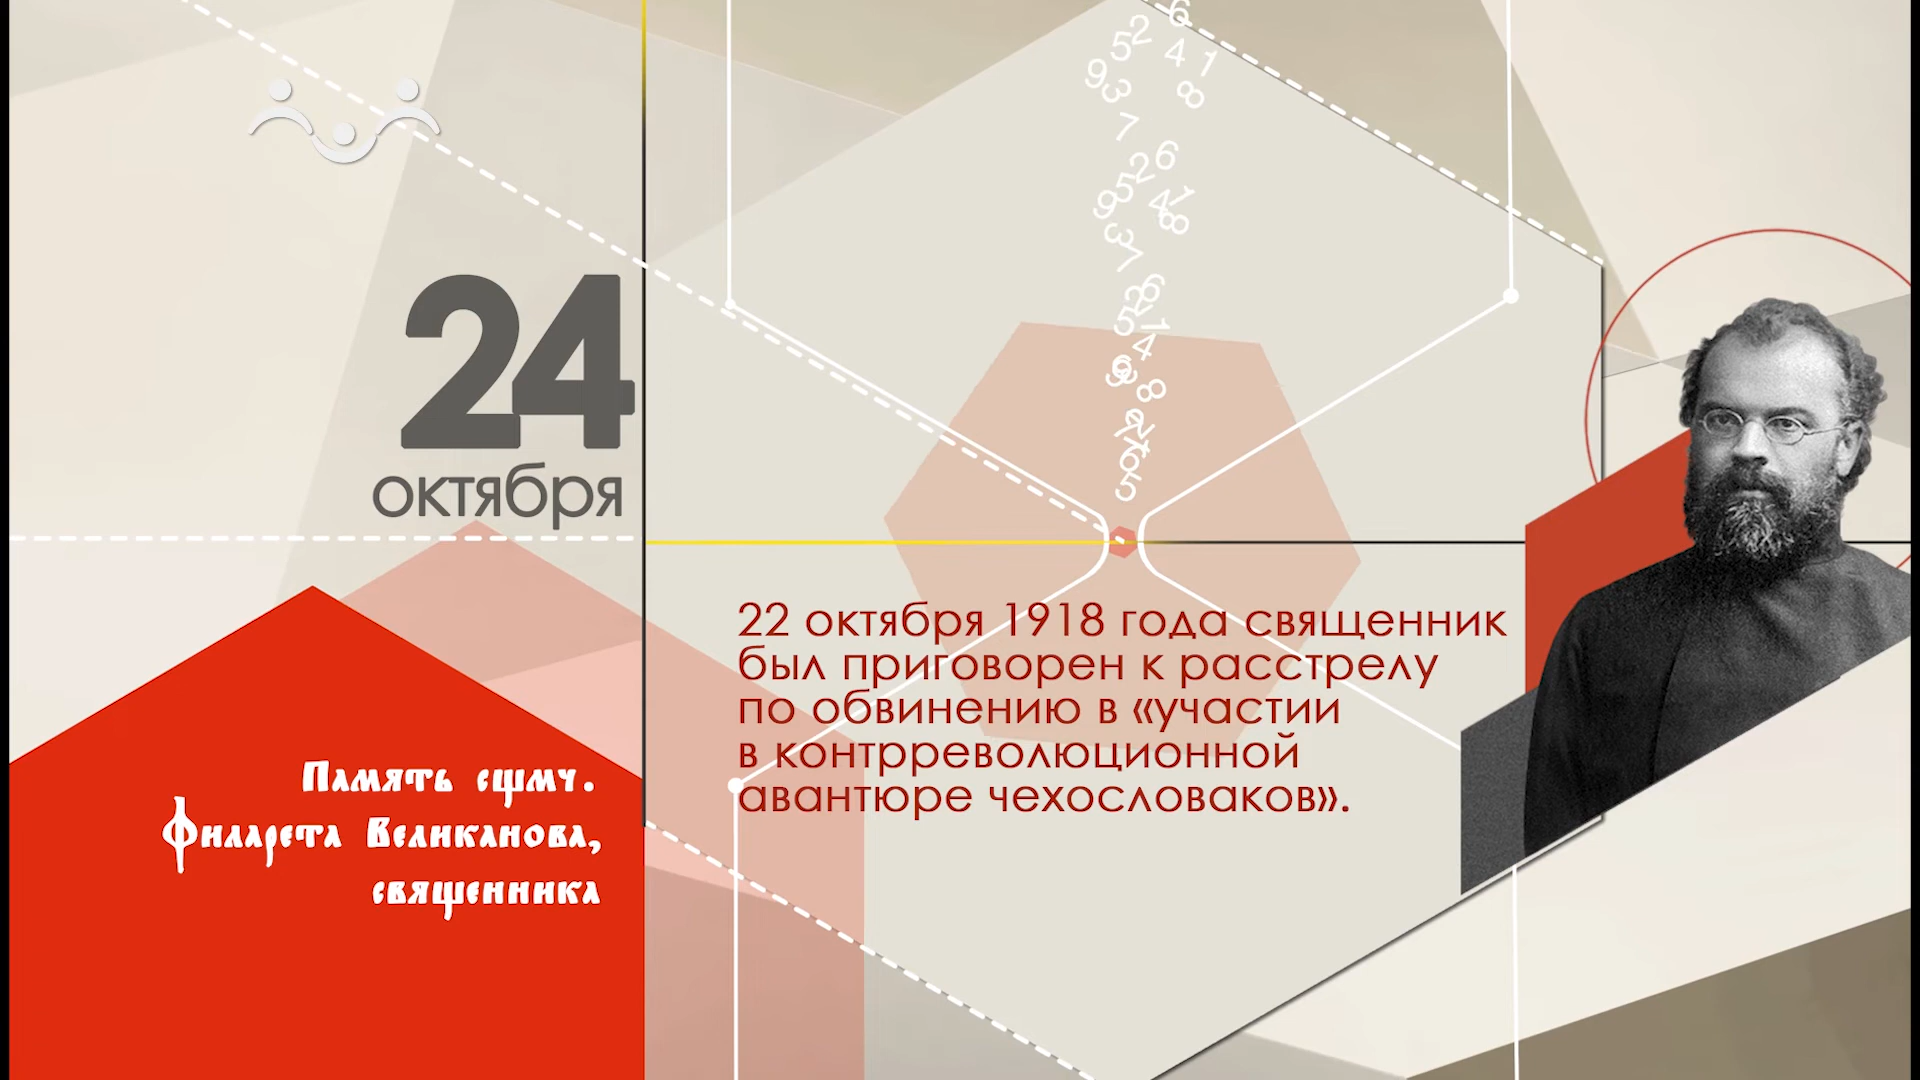 24
октября
Память сщмч.
Филарета Великанова,
священника
22 октября 1918 года священник
был приговорен к расстрелу
по обвинению в «участии
в контрреволюционной
авантюре чехословаков».